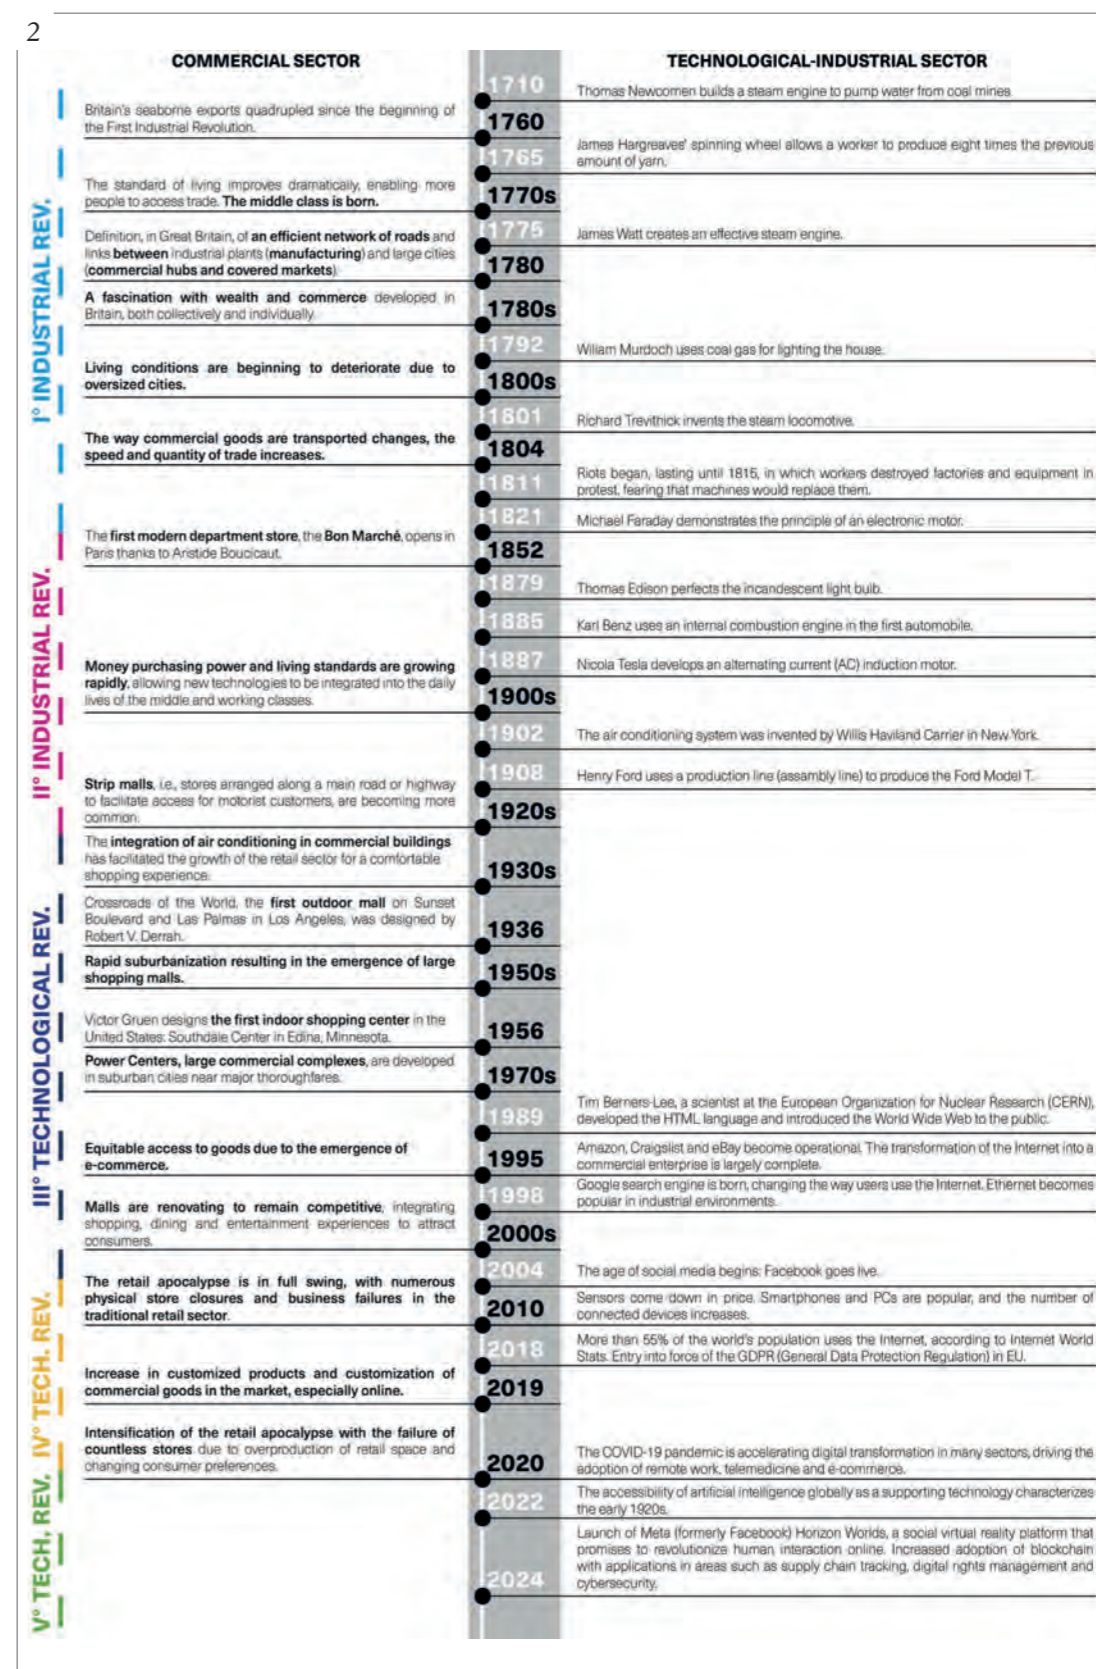 2
COMMERCIAL SECTOR
TECHNOLOGICAL-INDUSTRIAL SECTOR
1710
Thomas Newcomen builds a steam engine to pump water from coal mines.
Britain's seaborne exports quadrupled since the beginning of
the First Industrial Revolution.
1760
1765
James Hargreaves' spinning wheel allows a worker to produce eight times the previous
amount of yarn.
The standard of living improves dramatically, enabling more
people to access trade. The middle class is born.
1770s
1775
James Watt creates an effective steam engine.
Definition, in Great Britain, of an efficient network of roads and
links between industrial plants (manufacturing) and large cities
(commercial hubs and covered markets).
1780
A fascination with wealth and commerce developed in
Britain, both collectively and individually.
1780s
1792
Wiliam Murdoch uses coal gas for lighting the house.
Living conditions are beginning to deteriorate due to
oversized cities.
1800s
1801
Richard Trevithick invents the steam locomotive.
The way commercial goods are transported changes, the
speed and quantity of trade increases.
1804
1811
Riots began, lasting until 1815, in which workers destroyed factories and equipment in
protest, fearing that machines would replace them.
1821
Michael Faraday demonstrates the principle of an electronic motor.
The first modern department store, the Bon Marché, opens in
Paris thanks to Aristide Boucicaut.
1852
1879
Thomas Edison perfects the incandescent light bulb.
1885
Karl Benz uses an internal combustion engine in the first automobile.
1887
Nicola Tesla develops an alternating current (AC) induction motor.
Money purchasing power and living standards are growing
rapidly, allowing new technologies to be integrated into the daily
lives of the middle and working classes.
1900s
1902
The air conditioning system was invented by Willis Haviland Carrier in New York.
1908
Henry Ford uses a production line (assambly line) to produce the Ford Model T.
Strip malls, i.e., stores arranged along a main road or highway
to facilitate access for motorist customers, are becoming more
common.
1920s
The integration of air conditioning in commercial buildings
has facilitated the growth of the retail sector for a comfortable
shopping experience.
1930s
Crossroads of the World, the first outdoor mall on Sunset
Boulevard and Las Palmas in Los Angeles, was designed by
Robert V. Derrah.
1936
Rapid suburbanization resulting in the emergence of large
shopping malls.
1950s
Victor Gruen designs the first indoor shopping center in the
United States: Southdale Center in Edina, Minnesota.
1956
Power Centers, large commercial complexes, are developed
in suburban cities near major thoroughfares.
1970s
1989
Tim Berners-Lee, a scientist at the European Organization for Nuclear Research (CERN),
developed the HTML language and introduced the World Wide Web to the public.
Equitable access to goods due to the emergence of
e-commerce.
1995
Amazon, Craigslist and eBay become operational. The transformation of the Internet into a
commercial enterprise is largely complete.
1998
Google search engine is born, changing the way users use the Internet. Ethernet becomes
popular in industrial environments.
Malls are renovating to remain competitive, integrating
shopping, dining and entertainment experiences to attract
consumers.
2000s
2004
The age of social media begins: Facebook goes live.
The retail apocalypse is in full swing, with numerous
physical store closures and business failures in the
traditional retail sector.
2010
Sensors come down in price. Smartphones and PCs are popular, and the number of
connected devices increases.
2018
More than 55% of the world's population uses the Internet, according to Internet World
Stats. Entry into force of the GDPR (General Data Protection Regulation) in EU.
Increase in customized products and customization of
commercial goods in the market, especially online.
2019
Intensification of the retail apocalypse with the failure of
countless stores due to overproduction of retail space and
changing consumer preferences.
2020
The COVID-19 pandemic is accelerating digital transformation in many sectors, driving the
adoption of remote work, telemedicine and e-commerce.
2022
The accessibility of artificial intelligence globally as a supporting technology characterizes
the early 1920s.
2024
Launch of Meta (formerly Facebook) Horizon Worlds, a social virtual reality platform that
promises to revolutionize human interaction online. Increased adoption of blockchain
with applications in areas such as supply chain tracking, digital rights management and
cybersecurity.
I° INDUSTRIAL REV.
II° INDUSTRIAL REV.
III° TECHNOLOGICAL REV.
IV° TECH. REV.
V° TECH. REV.